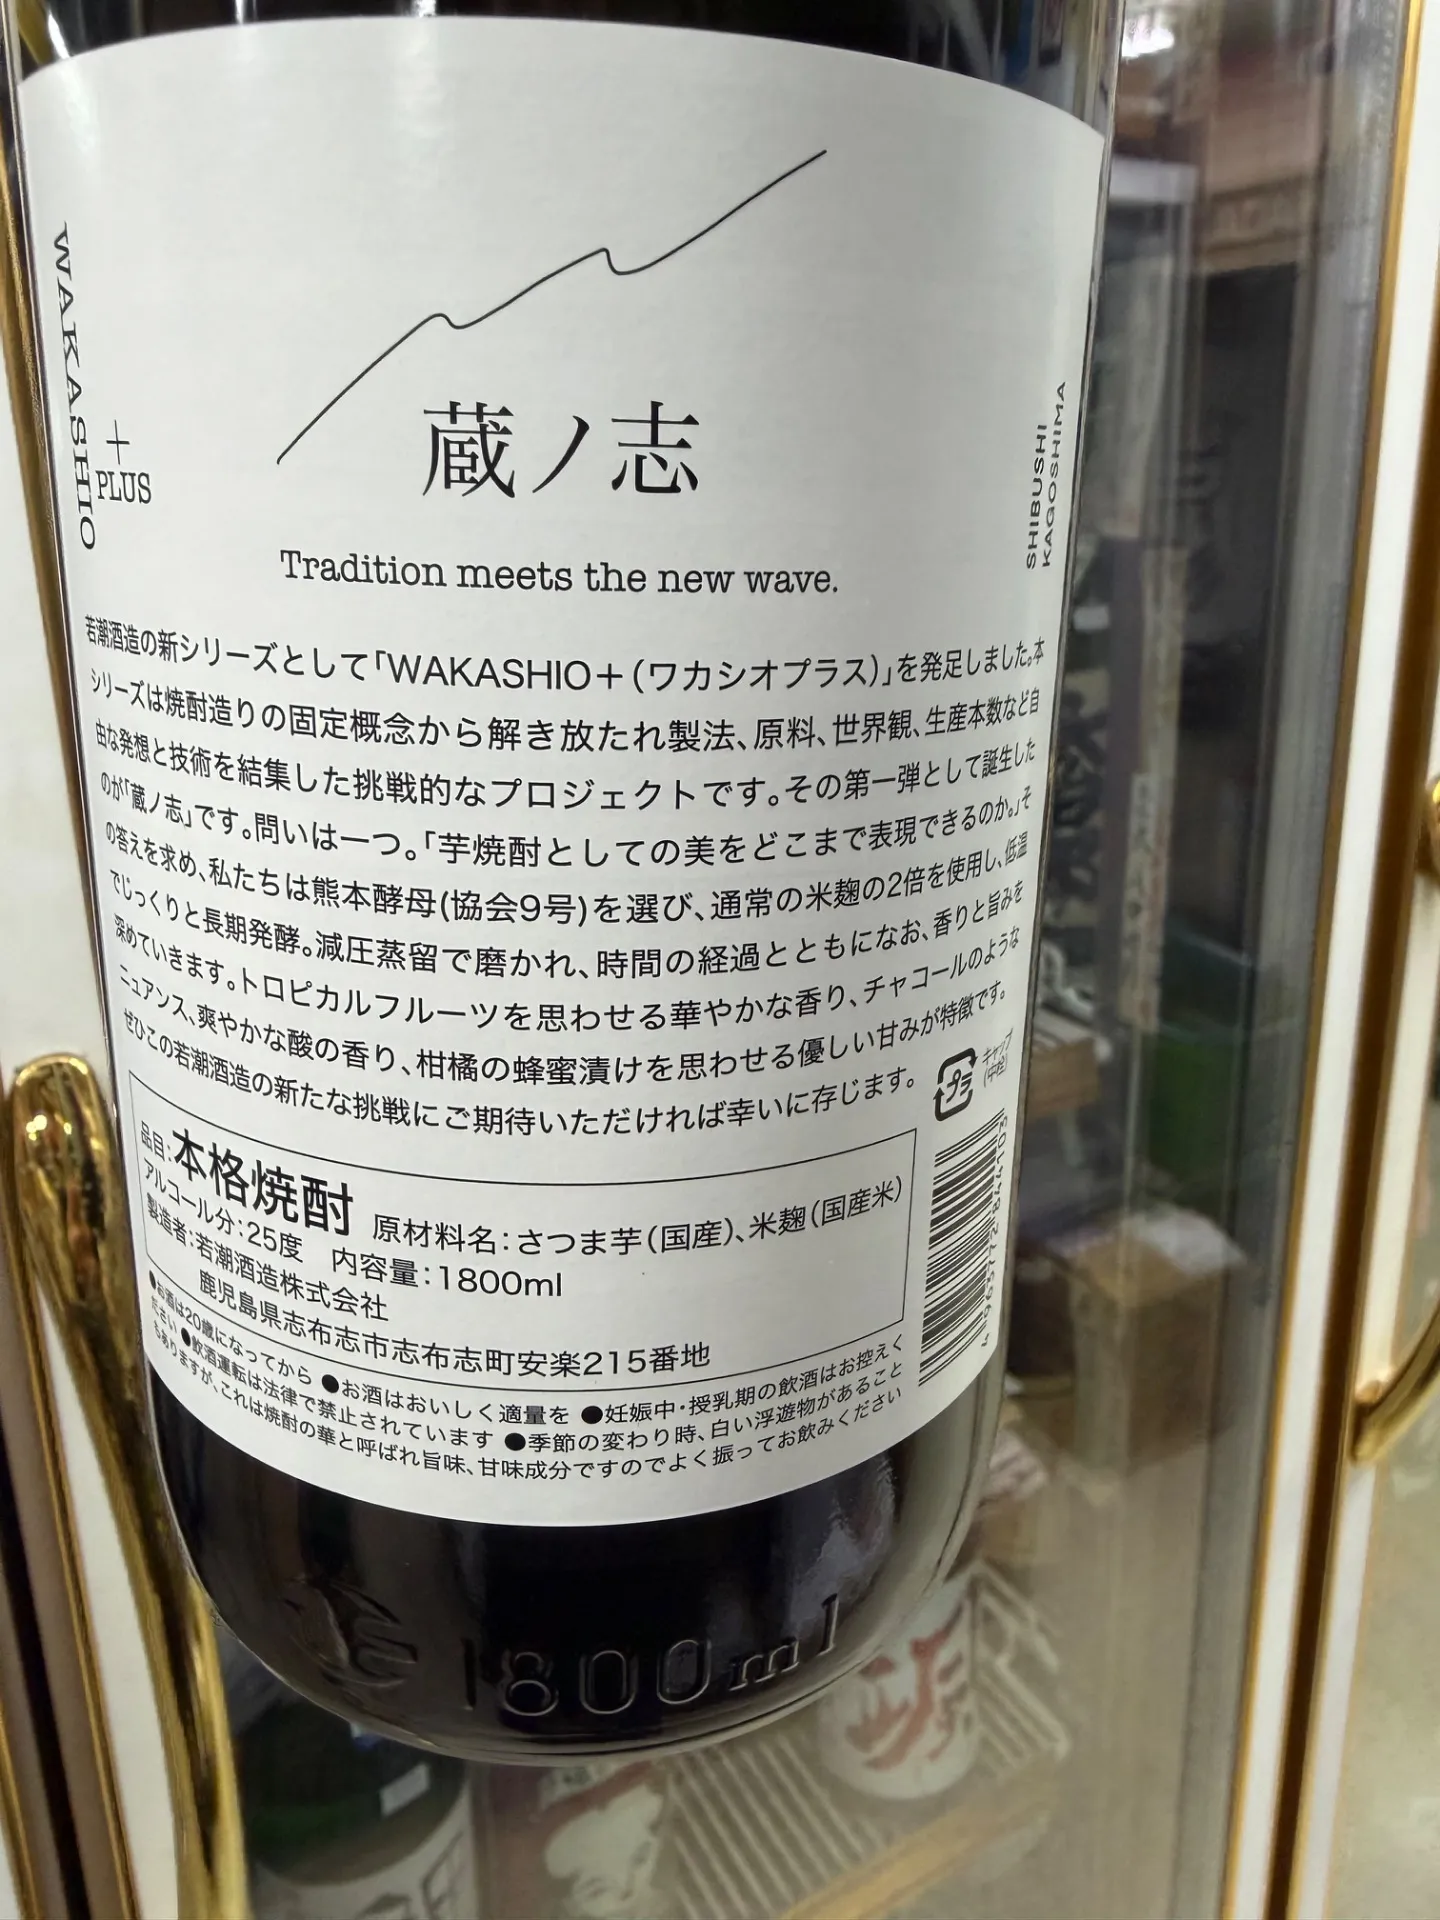 WAKASHIO
+
PLUS
SHIBUSHI
KAGOSHIMA
蔵ノ志
Tradition meets the new wave.
若潮酒造の新シリーズとして「WAKASHIO+(ワカシオプラス)」を発足しました。本
シリーズは焼酎造りの固定概念から解き放たれ製法、原料、世界観、生産本数など自
由な発想と技術を結集した挑戦的なプロジェクトです。その第一弾として誕生した
のが「蔵ノ志」です。問いは一つ。「芋焼酎としての美をどこまで表現できるのか。」そ
の答えを求め、私たちは熊本酵母(協会9号)を選び、通常の米麹の2倍を使用し、低温
でじっくりと長期発酵。減圧蒸留で磨かれ、時間の経過とともになお、香りと旨みを
深めていきます。トロピカルフルーツを思わせる華やかな香り、チャコールのような
ニュアンス、爽やかな酸の香り、柑橘の蜂蜜漬けを思わせる優しい甘みが特徴です。
ぜひこの若潮酒造の新たな挑戦にご期待いただければ幸いに存じます。
プラ
キャップ
(中栓)
品目:本格焼酎 原材料名:さつま芋(国産)、米麹(国産米)
アルコール分:25度 内容量:1800ml
製造者:若潮酒造株式会社
鹿児島県志布志市志布志町安楽215番地
●お酒は20歳になってから ●お酒はおいしく適量を ●妊娠中・授乳期の飲酒はお控えく
ださい ●飲酒運転は法律で禁止されています ●季節の変わり時、白い浮遊物があること
もありますが、これは焼酎の華と呼ばれ旨味、甘味成分ですのでよく振ってお飲みください
1800ml